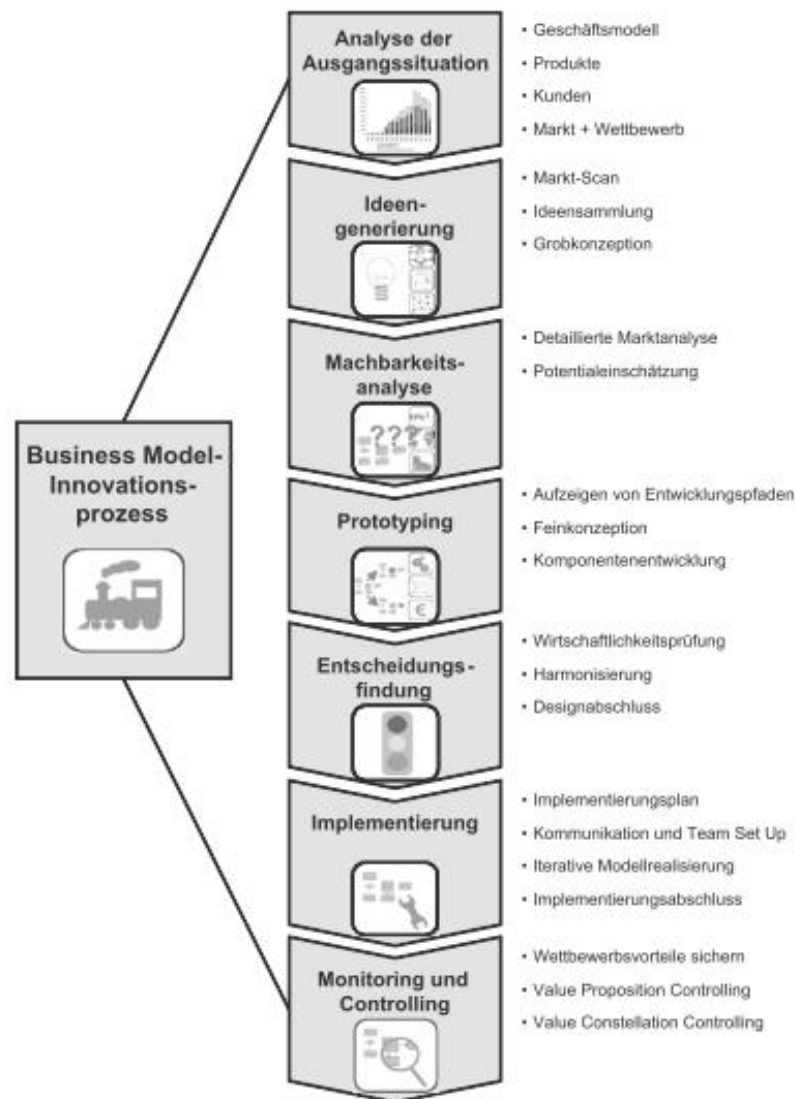 Analyse der
Ausgangssituation
• Geschäftsmodell
• Produkte
• Kunden
• Markt + Wettbewerb
Ideen-
generierung
• Markt-Scan
• Ideensammlung
• Grobkonzeption
Machbarkeits-
analyse
???
• Detaillierte Marktanalyse
• Potentialeinschätzung
Business Model-
Innovations-
prozess
Prototyping
€
• Aufzeigen von Entwicklungspfaden
• Feinkonzeption
• Komponentenentwicklung
Entscheidungs-
findung
• Wirtschaftlichkeitsprüfung
• Harmonisierung
• Designabschluss
Implementierung
• Implementierungsplan
• Kommunikation und Team Set Up
• Iterative Modellrealisierung
• Implementierungsabschluss
Monitoring und
Controlling
• Wettbewerbsvorteile sichern
• Value Proposition Controlling
• Value Constellation Controlling